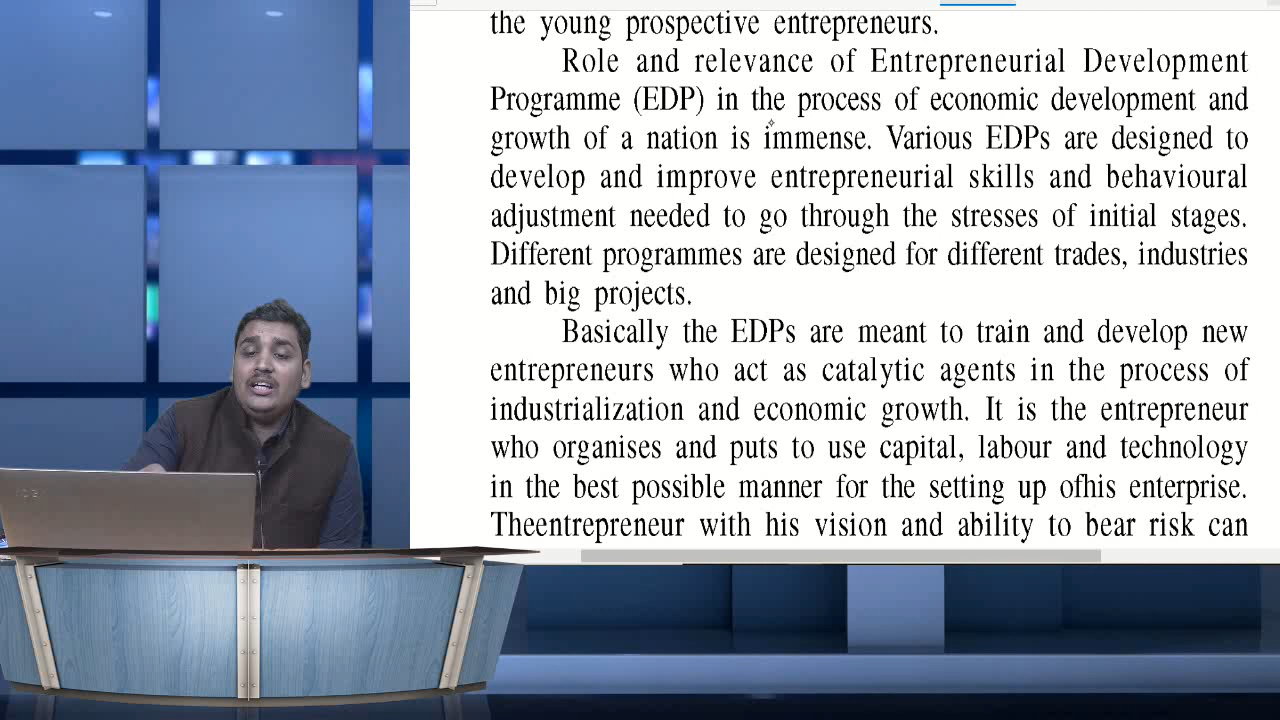 the young prospective entrepreneurs.
Role and relevance of Entrepreneurial Development
Programme (EDP) in the process of economic development and
growth of a nation is immense. Various EDPs are designed to
develop and improve entrepreneurial skills and behavioural
adjustment needed to go through the stresses of initial stages.
Different programmes are designed for different trades, industries
and big projects.
Basically the EDPs are meant to train and develop new
entrepreneurs who act as catalytic agents in the process of
industrialization and economic growth. It is the entrepreneur
who organises and puts to use capital, labour and technology
in the best possible manner for the setting up ofhis enterprise.
Theentrepreneur with his vision and ability to bear risk can